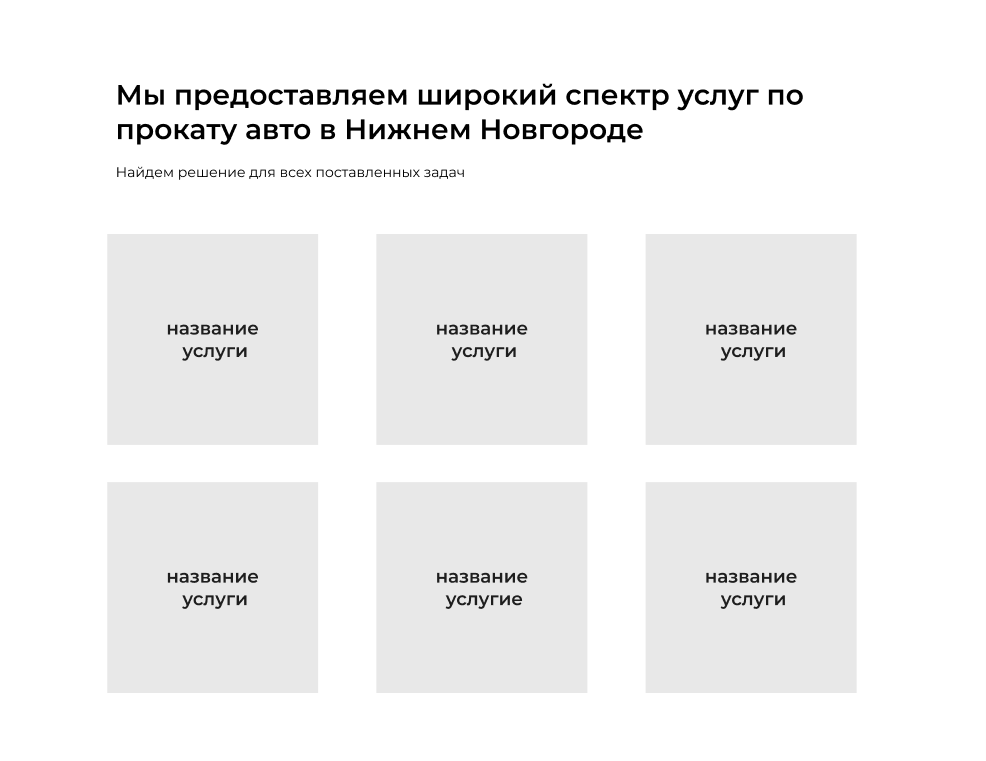 Мы предоставляем широкий спектр услуг по
прокату авто в Нижнем Новгороде
Найдем решение для всех поставленных задач
название
услуги
название
услуги
название
услуги
название
услуги
название
услугие
название
услуги